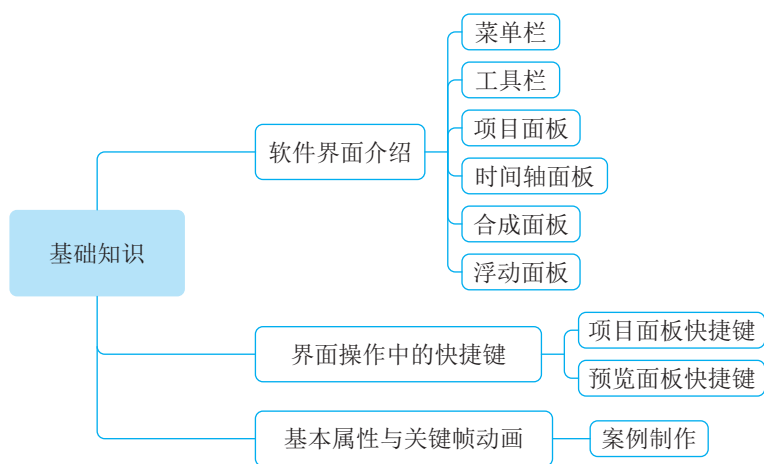 基础知识
软件界面介绍
菜单栏
工具栏
项目面板
时间轴面板
合成面板
浮动面板
界面操作中的快捷键
项目面板快捷键
预览面板快捷键
基本属性与关键帧动画
案例制作